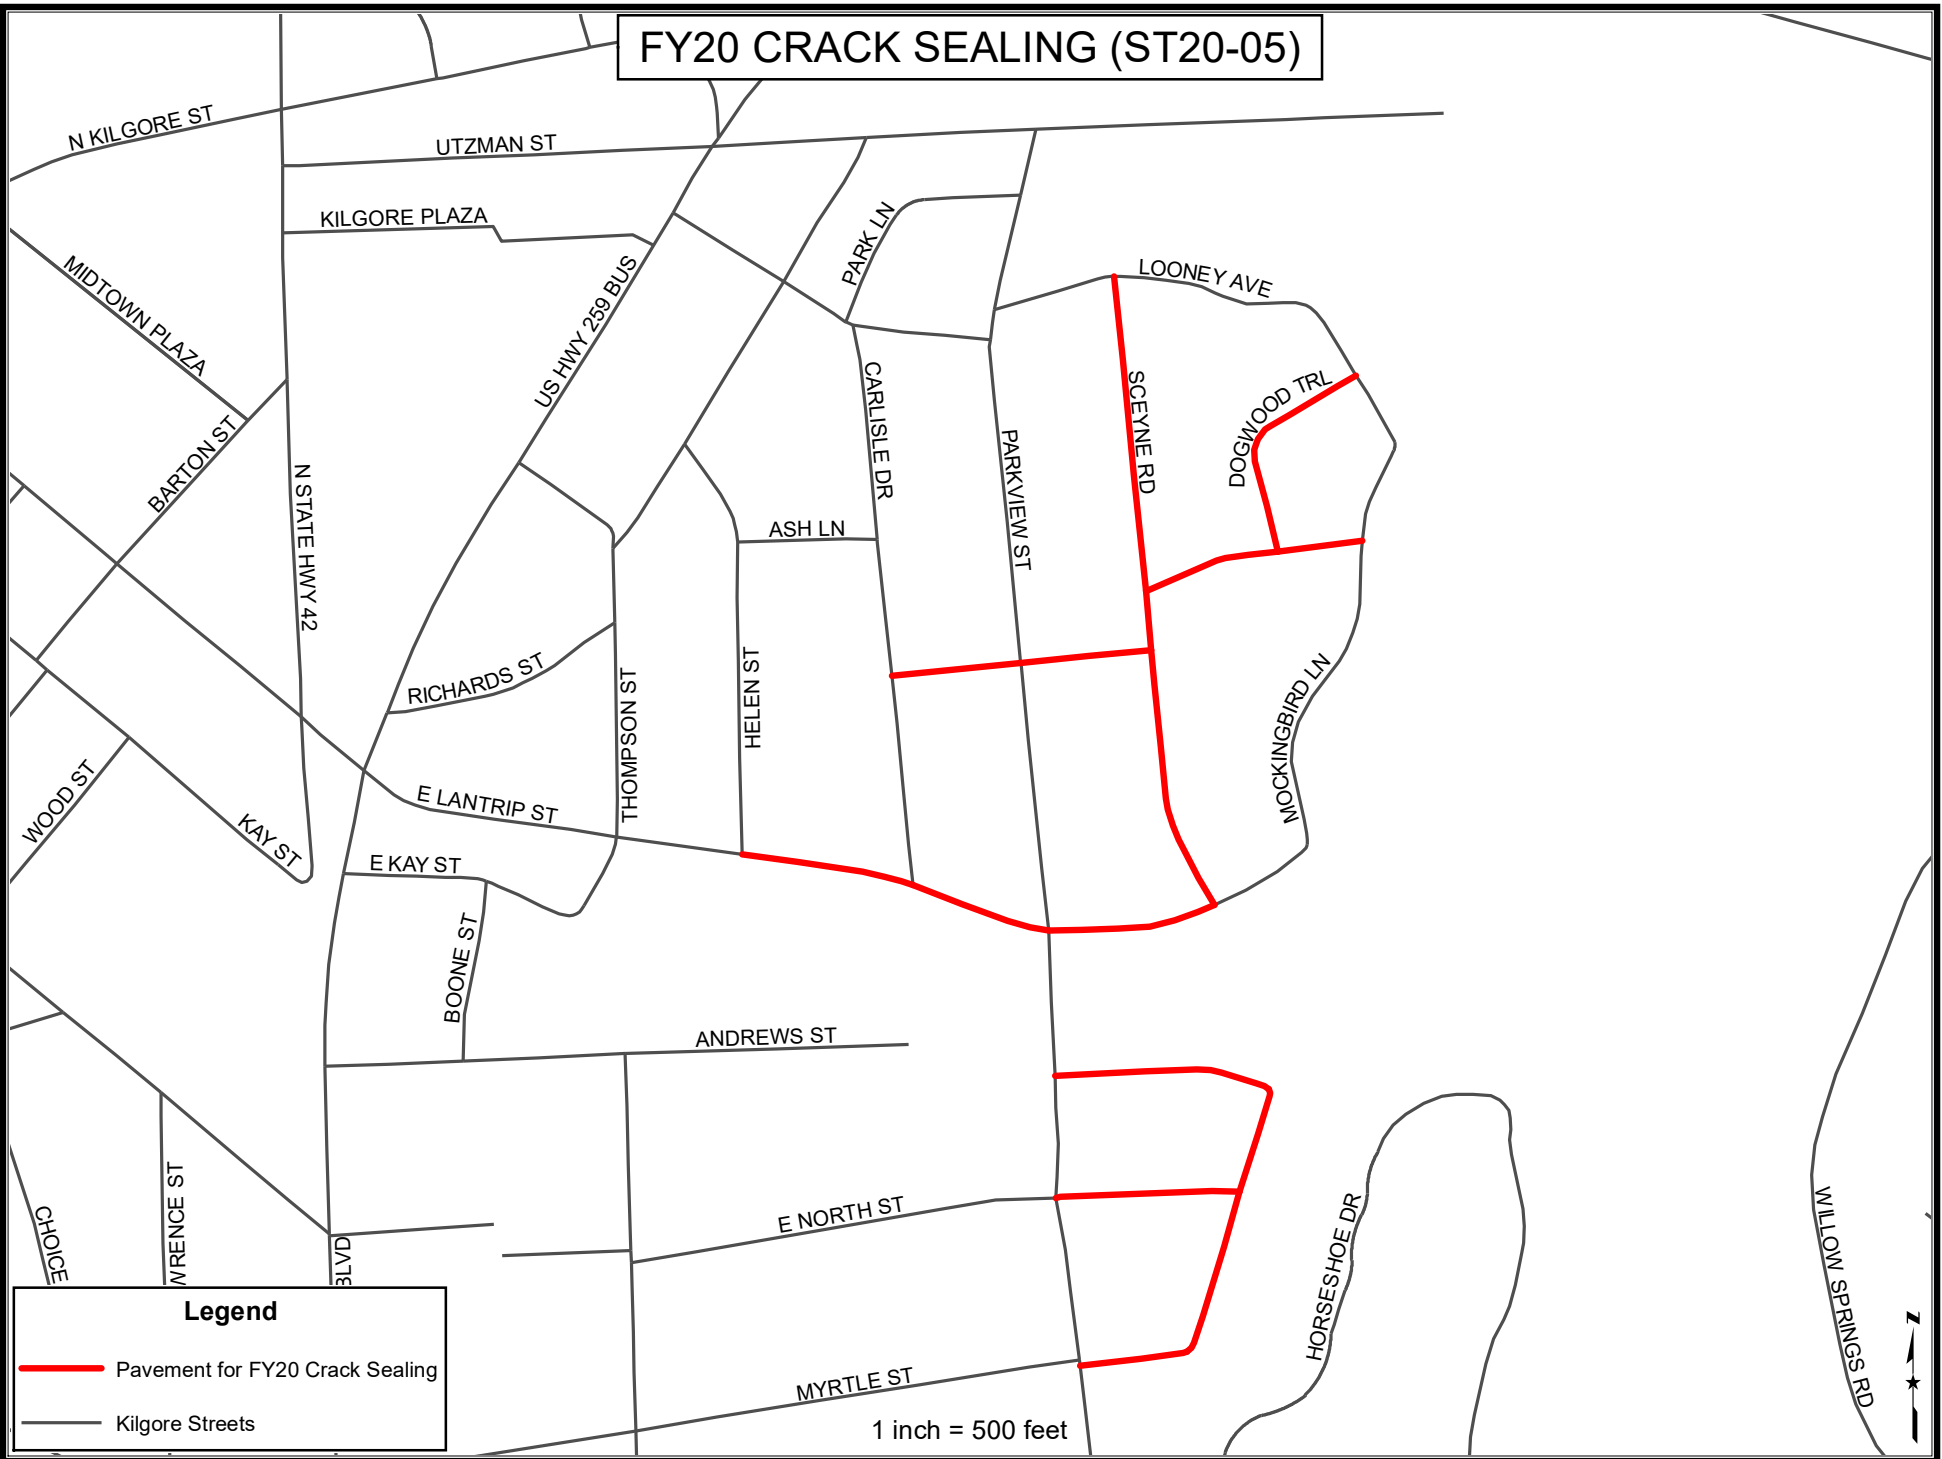 FY20 CRACK SEALING (ST20-05)
N KILGORE ST
UTZMAN ST
KILGORE PLAZA
PARK LN
MIDTOWN PLAZA
US HWY 259 BUS
LOONEY AVE
BARTON ST
N STATE HWY 42
CARLISLE DR
PARKVIEW ST
SCEYNE RD
DOGWOOD TRL
ASH LN
RICHARDS ST
THOMPSON ST
HELEN ST
MOCKINGBIRD LN
WOOD ST
KAY ST
E LANTRIP ST
E KAY ST
BOONE ST
ANDREWS ST
CHOICE
WRENCE ST
BLVD
E NORTH ST
HORSESHOE DR
WILLOW SPRINGS RD
MYRTLE ST
Legend
Pavement for FY20 Crack Sealing
Kilgore Streets
1 inch = 500 feet
N